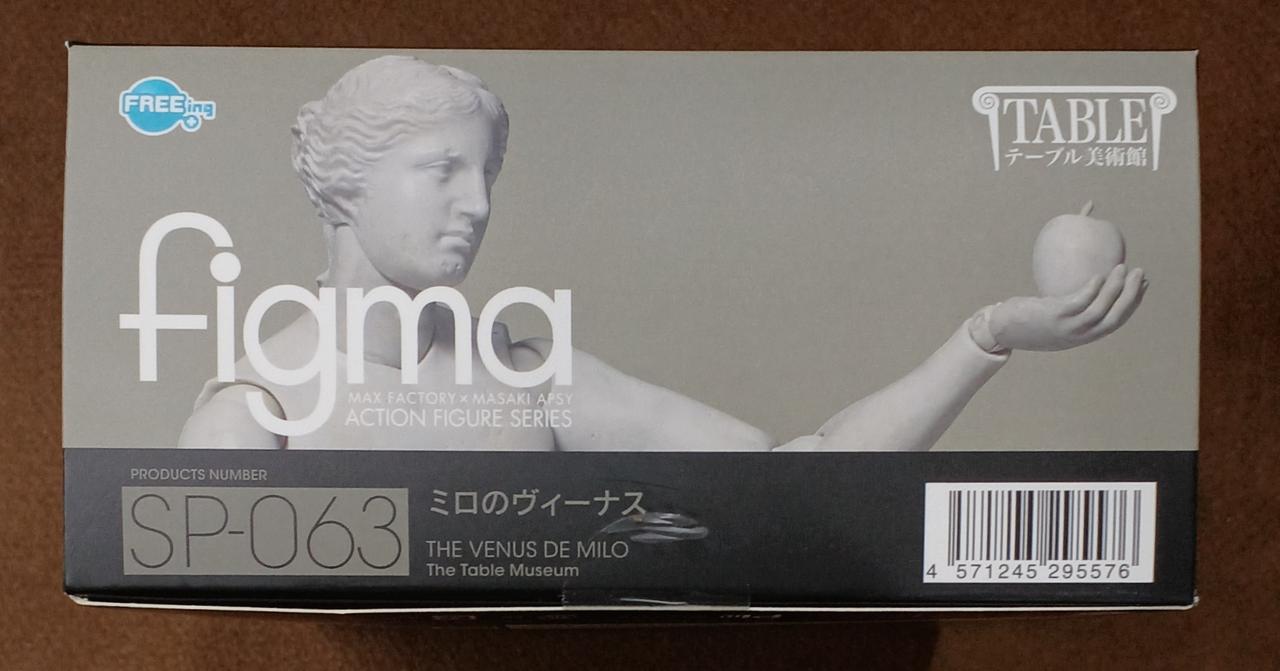 FREEing
TABLE
テーブル美術館
figma
MAX FACTORY × MASAKI APSY
ACTION FIGURE SERIES
PRODUCTS NUMBER
SP-063
ミロのヴィーナス
THE VENUS DE MILO
The Table Museum
4 571245 295576